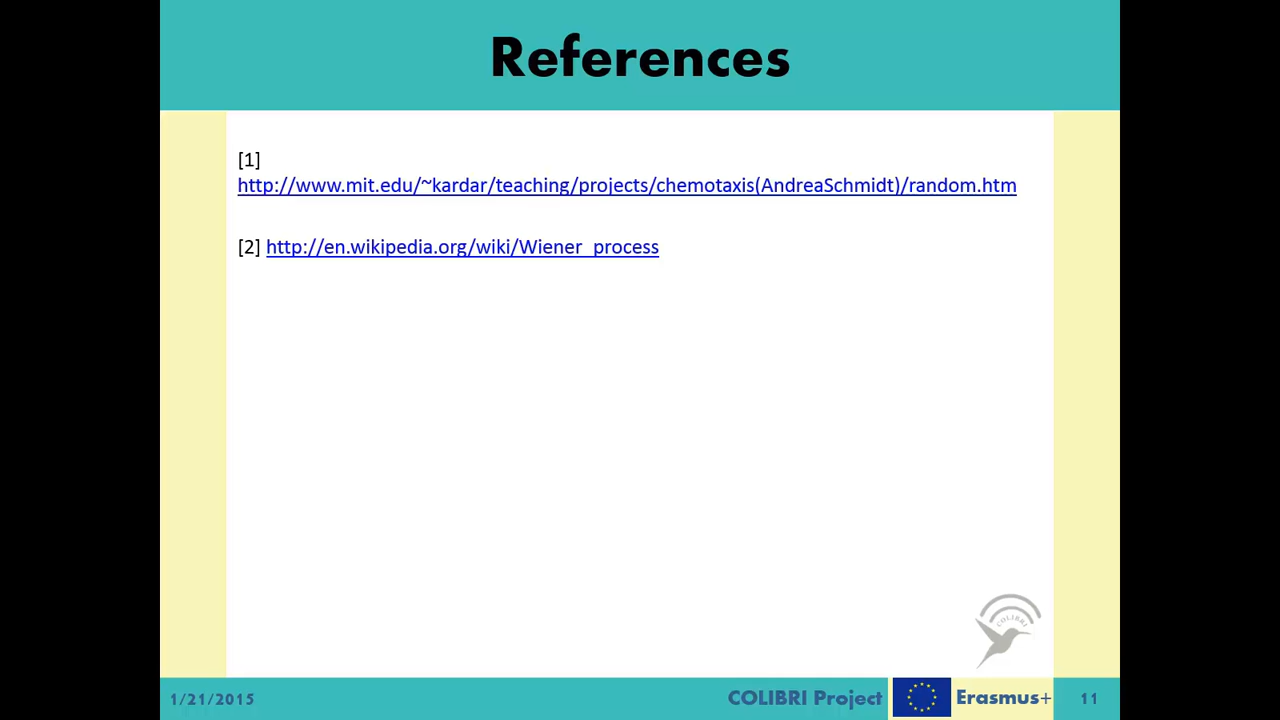 References
[1]
http://www.mit.edu/~kardar/teaching/projects/chemotaxis(AndreaSchmidt)/random.htm
[2] http://en.wikipedia.org/wiki/Wiener_process
COLIBRI
1/21/2015
COLIBRI Project
Erasmus+
11